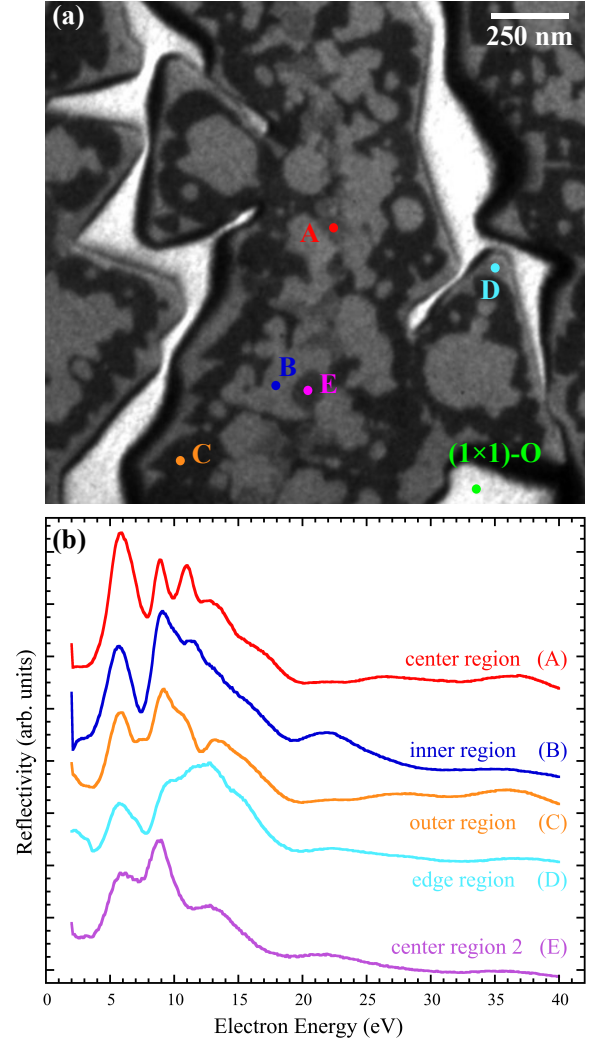 (a)
250 nm
A
D
B
E
C
(1×1)-O
(b)
center region (A)
inner region (B)
outer region (C)
edge region (D)
center region 2 (E)
Reflectivity (arb. units)
0 5 10 15 20 25 30 35 40
Electron Energy (eV)